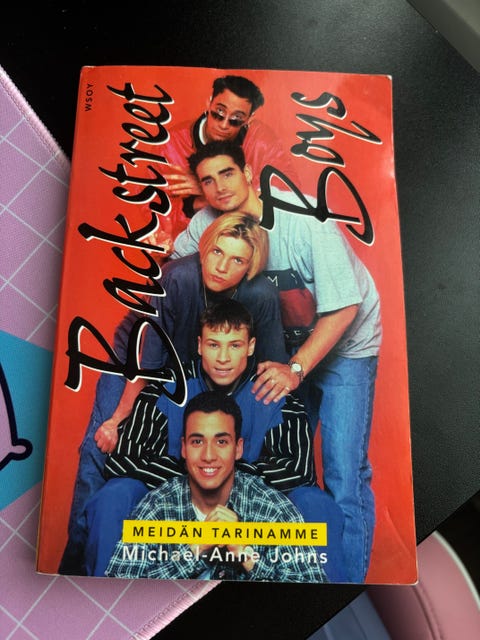 WSOY
Backstreet
Boys
MEIDÄN TARINAMME
Michael-Anne Johns